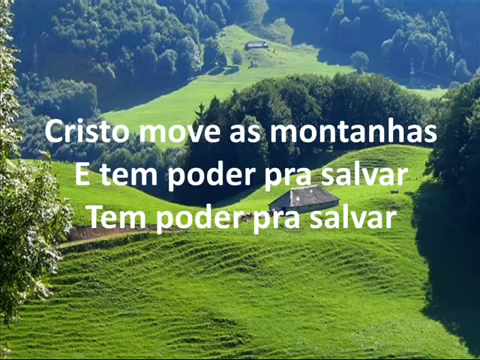 Cristo move as montanhas
E tem poder pra salvar
Tem poder pra salvar